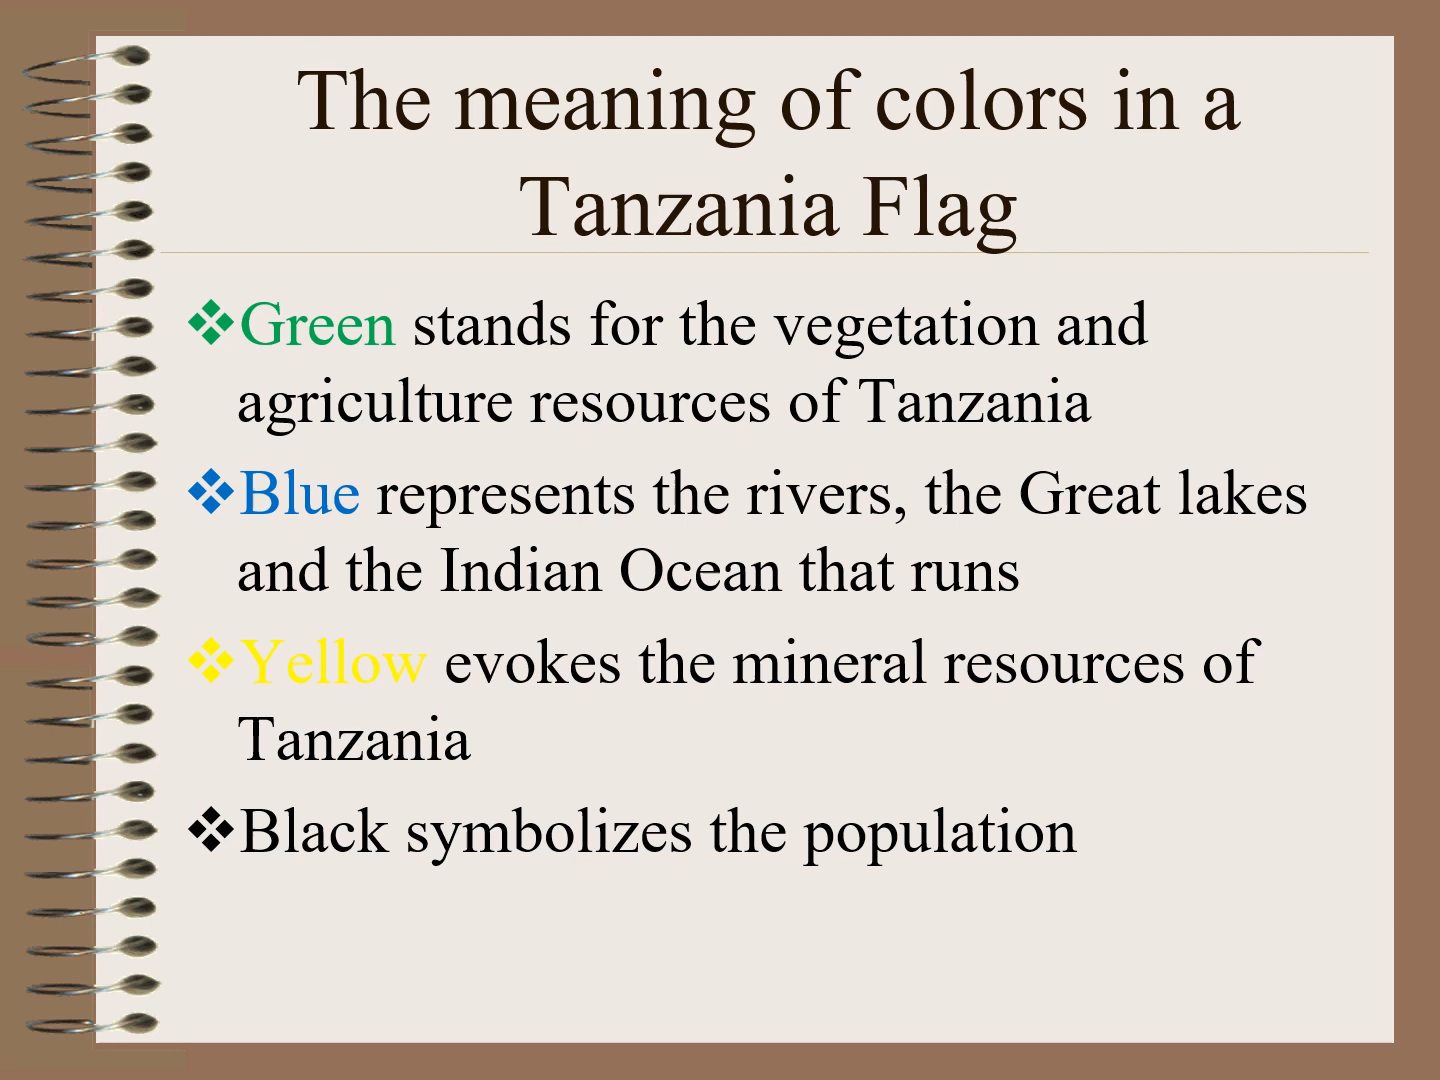 The meaning of colors in a
Tanzania Flag
❖Green stands for the vegetation and
agriculture resources of Tanzania
❖Blue represents the rivers, the Great lakes
and the Indian Ocean that runs
❖Yellow evokes the mineral resources of
Tanzania
❖Black symbolizes the population